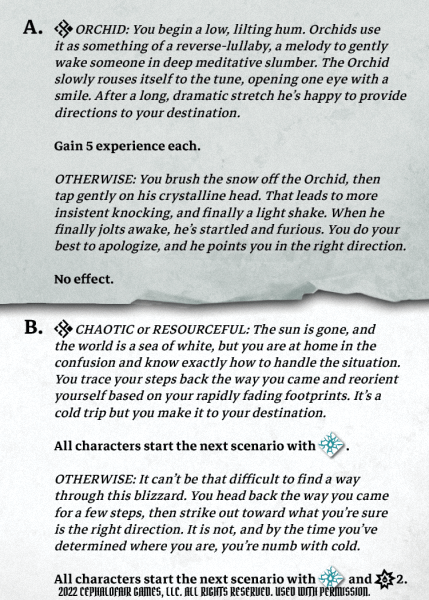 A. ORCHID: You begin a low, lilting hum. Orchids use
it as something of a reverse-lullaby, a melody to gently
wake someone in deep meditative slumber. The Orchid
slowly rouses itself to the tune, opening one eye with a
smile. After a long, dramatic stretch he's happy to provide
directions to your destination.
Gain 5 experience each.
OTHERWISE: You brush the snow off the Orchid, then
tap gently on his crystalline head. That leads to more
insistent knocking, and finally a light shake. When he
finally jolts awake, he's startled and furious. You do your
best to apologize, and he points you in the right direction.
No effect.
B. CHAOTIC or RESOURCEFUL: The sun is gone, and
the world is a sea of white, but you are at home in the
confusion and know exactly how to handle the situation.
You trace your steps back the way you came and reorient
yourself based on your rapidly fading footprints. It's a
cold trip but you make it to your destination.
All characters start the next scenario with .
OTHERWISE: It can't be that difficult to find a way
through this blizzard. You head back the way you came
for a few steps, then strike out toward what you're sure
is the right direction. It is not, and by the time you've
determined where you are, you're numb with cold.
All characters start the next scenario with and 2.
2022 CEPHALOFAIR GAMES, LLC. ALL RIGHTS RESERVED. USED WITH PERMISSION.